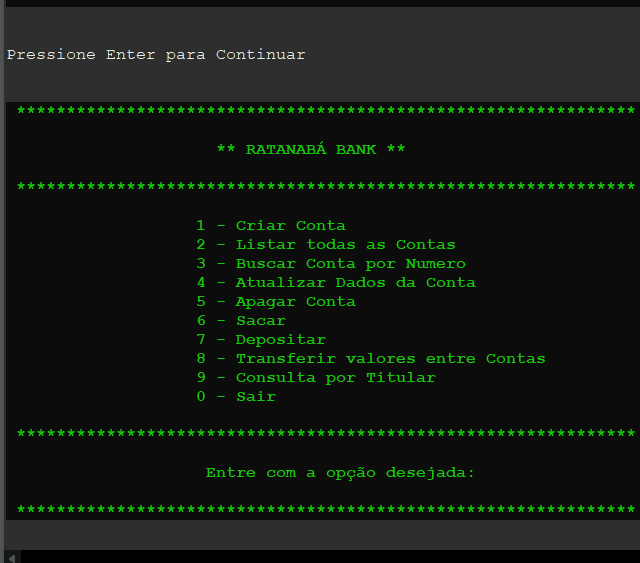 Pressione Enter para Continuar
**************************************************************
** RATANABÁ BANK **
**************************************************************
1 - Criar Conta
2 - Listar todas as Contas
3 - Buscar Conta por Numero
4 - Atualizar Dados da Conta
5 - Apagar Conta
6 - Sacar
7 - Depositar
8 - Transferir valores entre Contas
9 - Consulta por Titular
0 - Sair
**************************************************************
Entre com a opção desejada:
**************************************************************